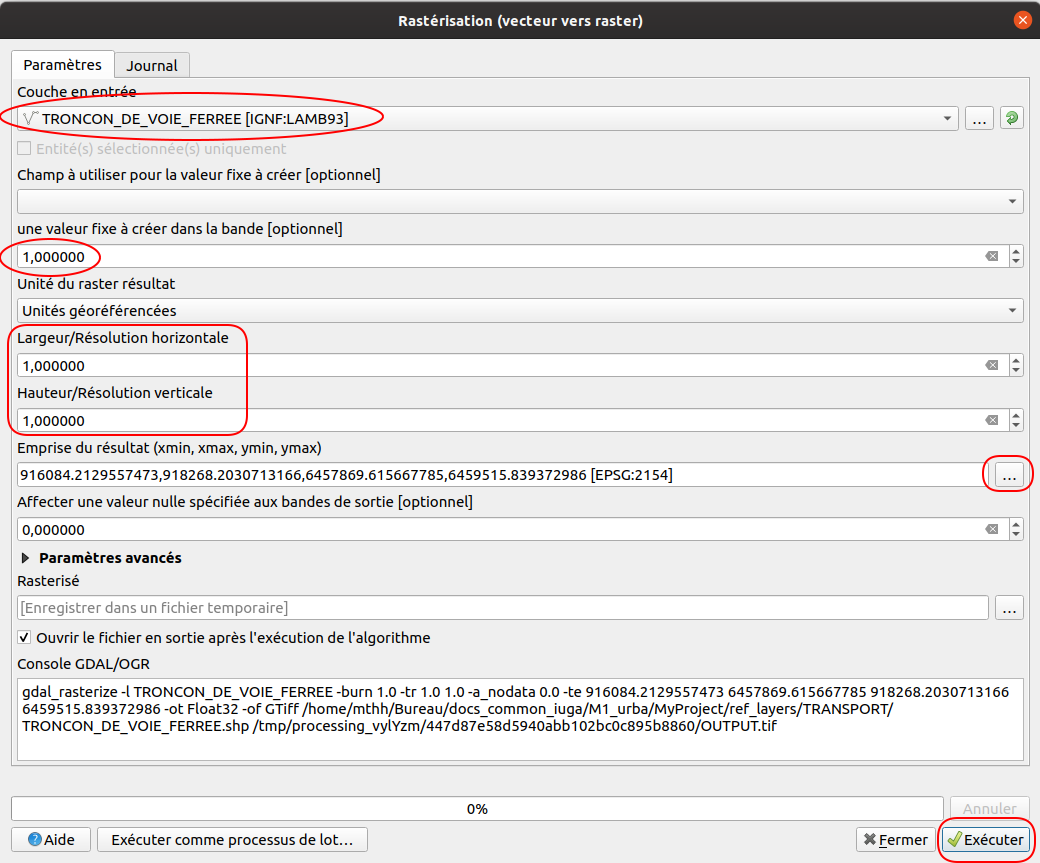 Rastérisation (vecteur vers raster)
Paramètres
Journal
Couche en entrée
TRONCON_DE_VOIE_FERREE [IGNF:LAMB93]
...
Entité(s) sélectionnée(s) uniquement
Champ à utiliser pour la valeur fixe à créer [optionnel]
une valeur fixe à créer dans la bande [optionnel]
1,000000
Unité du raster résultat
Unités géoréférencées
Largeur/Résolution horizontale
1,000000
Hauteur/Résolution verticale
1,000000
Emprise du résultat (xmin, xmax, ymin, ymax)
916084.2129557473,918268.2030713166,6457869.615667785,6459515.839372986 [EPSG:2154]
...
Affecter une valeur nulle spécifiée aux bandes de sortie [optionnel]
0,000000
Paramètres avancés
Rasterisé
[Enregistrer dans un fichier temporaire]
...
Ouvrir le fichier en sortie après l'exécution de l'algorithme
Console GDAL/OGR
gdal_rasterize -l TRONCON_DE_VOIE_FERREE -burn 1.0 -tr 1.0 1.0 -a_nodata 0.0 -te 916084.2129557473 6457869.615667785 918268.2030713166
6459515.839372986 -ot Float32 -of GTiff /home/mthh/Bureau/docs_common_iuga/M1_urba/MyProject/ref_layers/TRANSPORT/
TRONCON_DE_VOIE_FERREE.shp /tmp/processing_vylYzm/447d87e58d5940abb102bc0c895b8860/OUTPUT.tif
0%
Annuler
Aide
Exécuter comme processus de lot…
Fermer
Exécuter